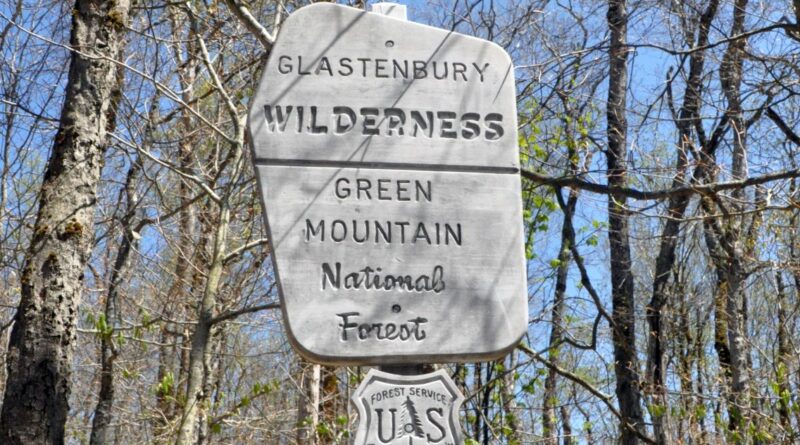 GLASTENBURY
WILDERNESS
GREEN
MOUNTAIN
National
Forest
FOREST SERVICE
U S